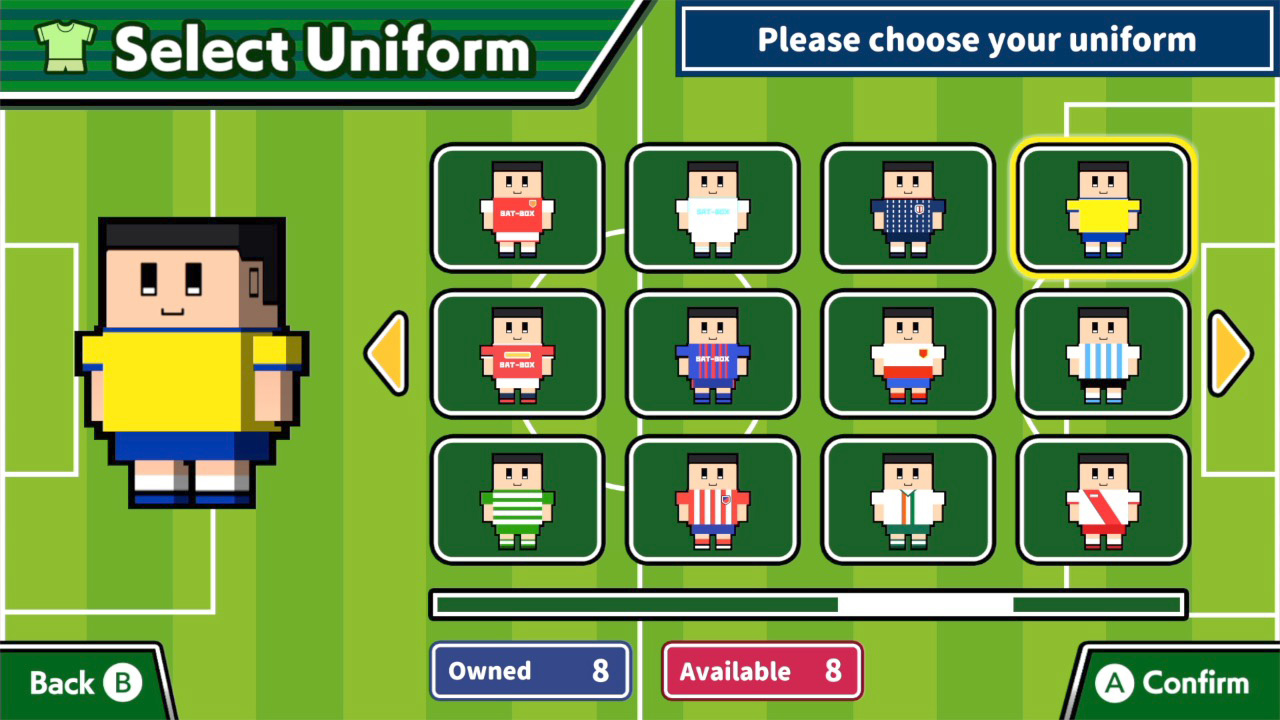 Select Uniform
Please choose your uniform
BAT-BOX
BAT-BOX
BAT-BOX
BAT-BOX
Owned 8
Available 8
Back B
A Confirm